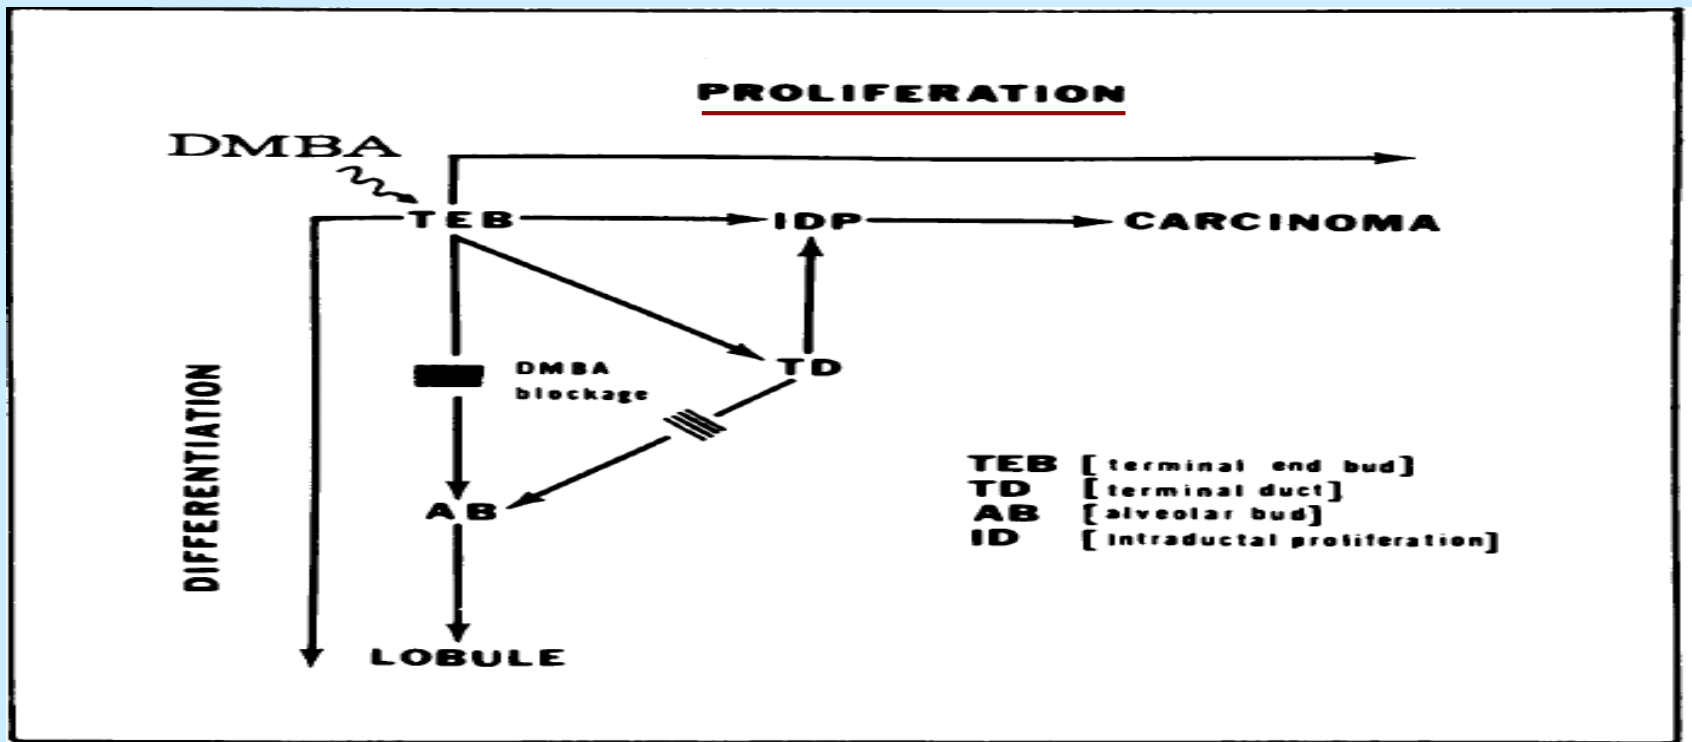 PROLIFERATION
DMBA
TEB
IDP
CARCINOMA
DMBA
blockage
TD
DIFFERENTIATION
AB
LOBULE
TEB [terminal end bud]
TD [terminal duct]
AB [alveolar bud]
ID [Intraductal proliferation]